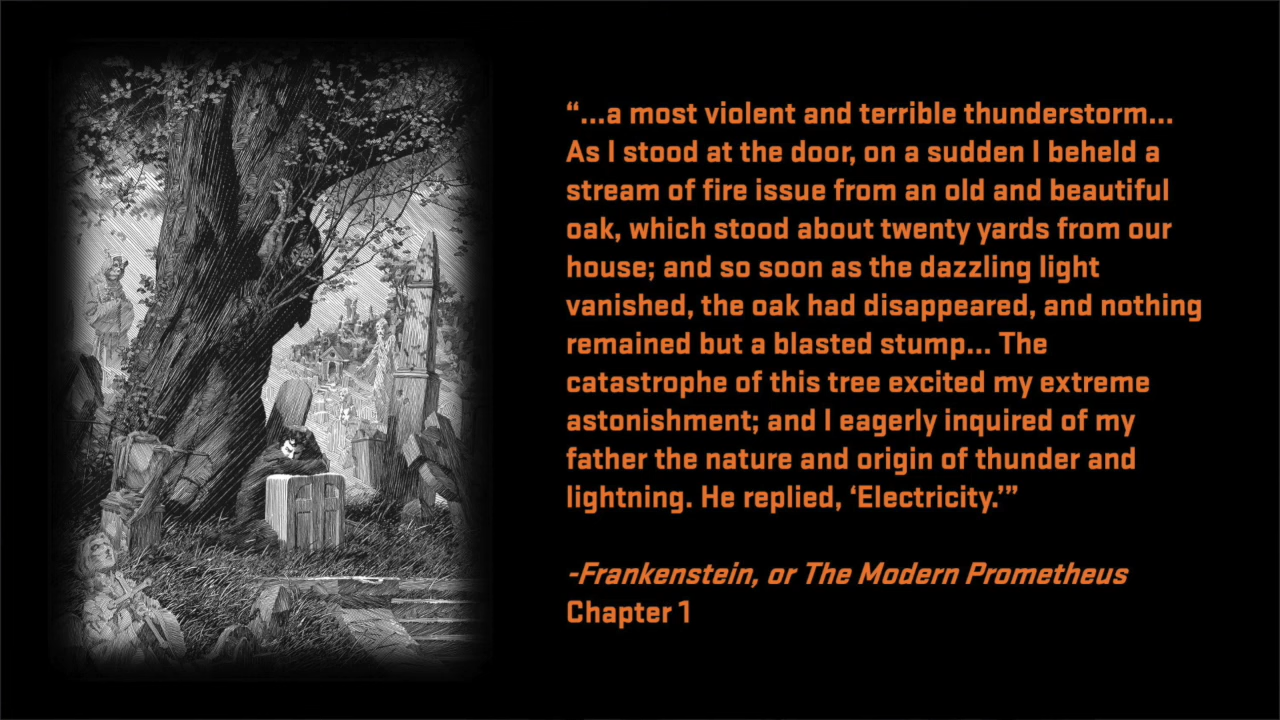 “...a most violent and terrible thunderstorm...
As I stood at the door, on a sudden I beheld a
stream of fire issue from an old and beautiful
oak, which stood about twenty yards from our
house; and so soon as the dazzling light
vanished, the oak had disappeared, and nothing
remained but a blasted stump... The
catastrophe of this tree excited my extreme
astonishment; and I eagerly inquired of my
father the nature and origin of thunder and
lightning. He replied, ‘Electricity.’”
-Frankenstein, or The Modern Prometheus
Chapter 1